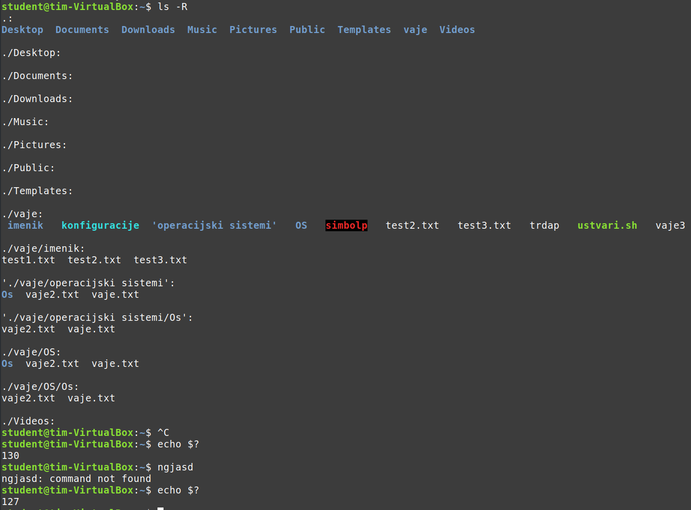 student@tim-VirtualBox:~$ ls -R
.:
Desktop  Documents  Downloads  Music  Pictures  Public  Templates  vaje  Videos
./Desktop:
./Documents:
./Downloads:
./Music:
./Pictures:
./Public:
./Templates:
./vaje:
imenik   konfiguracije  'operacijski sistemi'   OS   simbolp   test2.txt   test3.txt   trdap   ustvari.sh   vaje3
./vaje/imenik:
test1.txt  test2.txt  test3.txt
'./vaje/operacijski sistemi':
Os  vaje2.txt  vaje.txt
'./vaje/operacijski sistemi/Os':
vaje2.txt  vaje.txt
./vaje/OS:
Os  vaje2.txt  vaje.txt
./vaje/OS/Os:
vaje2.txt  vaje.txt
./Videos:
student@tim-VirtualBox:~$ ^C
student@tim-VirtualBox:~$ echo $?
130
student@tim-VirtualBox:~$ ngjasd
ngjasd: command not found
student@tim-VirtualBox:~$ echo $?
127
student@tim-VirtualBox:~$